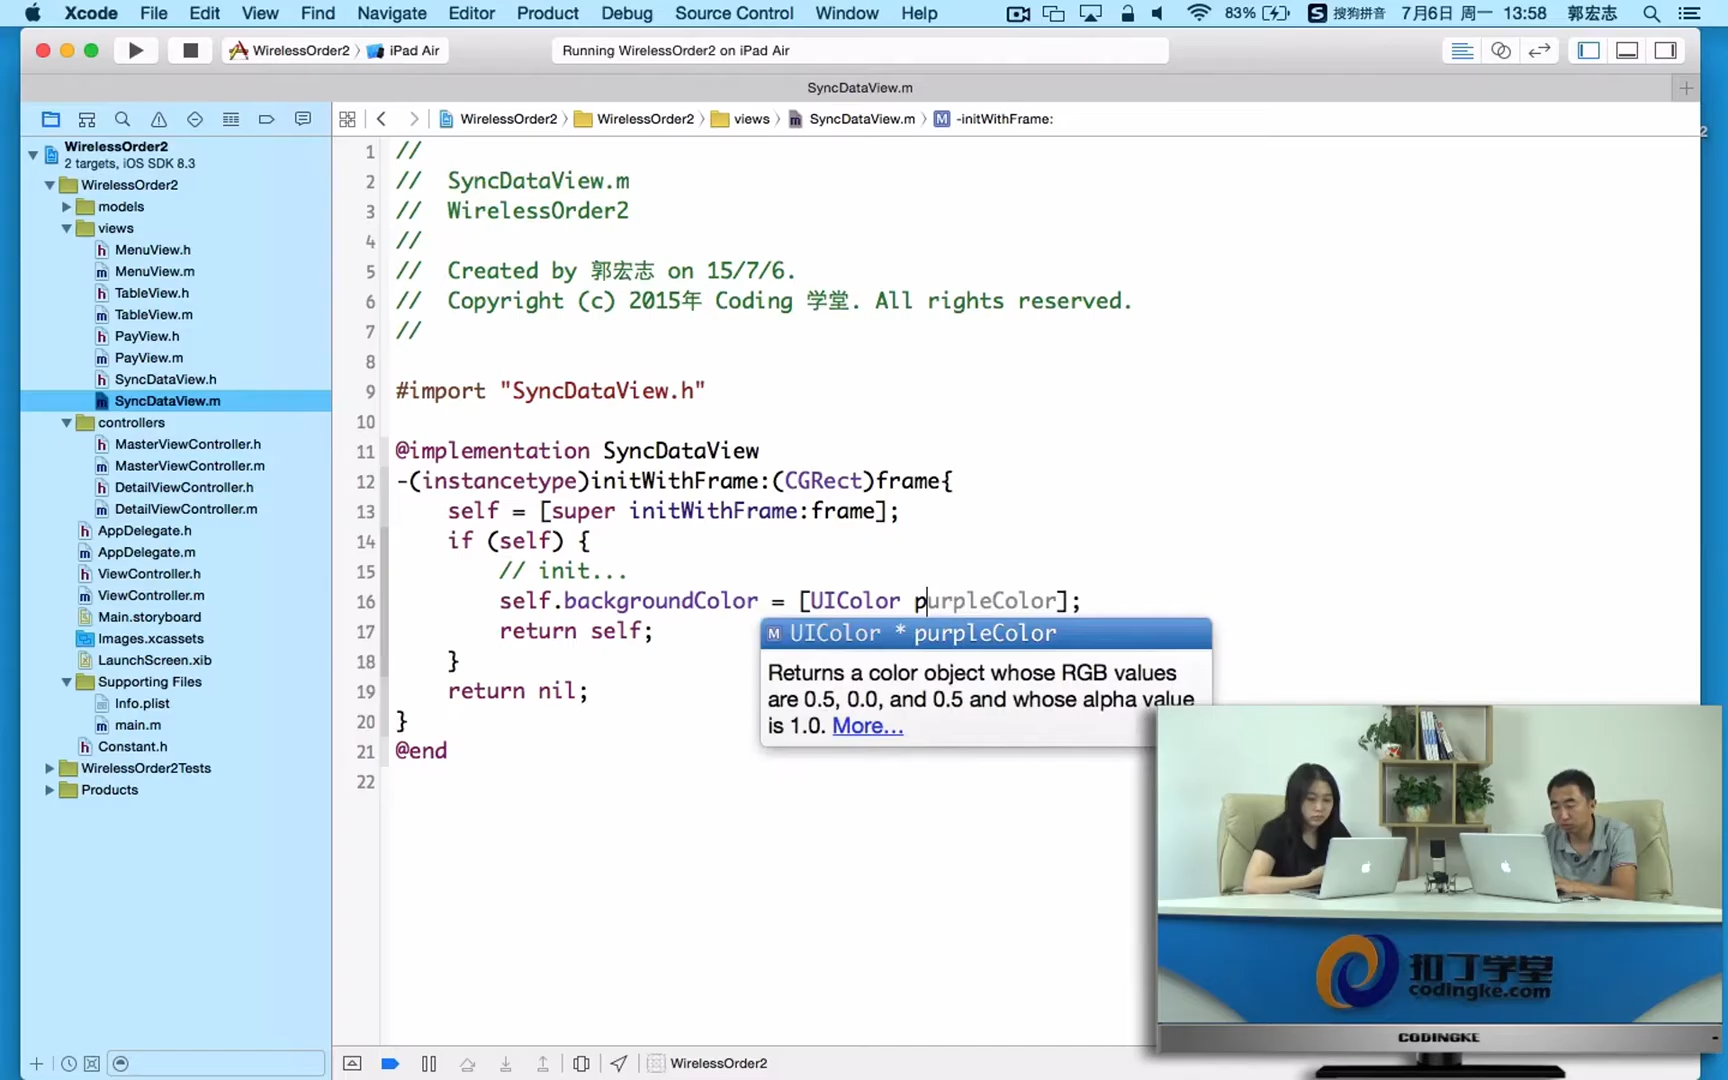 Xcode File Edit View Find Navigate Editor Product Debug Source Control Window Help 83% S 搜狗拼音 7月6日 周一 13:58 郭宏志
WirelessOrder2 iPad Air Running WirelessOrder2 on iPad Air
SyncDataView.m
WirelessOrder2 WirelessOrder2 views SyncDataView.m M -initWithFrame:
WirelessOrder2
2 targets, iOS SDK 8.3
WirelessOrder2
models
views
h MenuView.h
m MenuView.m
h TableView.h
m TableView.m
h PayView.h
m PayView.m
h SyncDataView.h
m SyncDataView.m
controllers
h MasterViewController.h
m MasterViewController.m
h DetailViewController.h
m DetailViewController.m
h AppDelegate.h
m AppDelegate.m
h ViewController.h
m ViewController.m
Main.storyboard
Images.xcassets
LaunchScreen.xib
Supporting Files
Info.plist
m main.m
h Constant.h
WirelessOrder2Tests
Products
1 //
2 // SyncDataView.m
3 // WirelessOrder2
4 //
5 // Created by 郭宏志 on 15/7/6.
6 // Copyright (c) 2015年 Coding 学堂. All rights reserved.
7 //
8
9 #import "SyncDataView.h"
10
11 @implementation SyncDataView
12 -(instancetype)initWithFrame:(CGRect)frame{
13 self = [super initWithFrame:frame];
14 if (self) {
15 // init...
16 self.backgroundColor = [UIColor purpleColor];
17 return self;
18 }
19 return nil;
20 }
21 @end
22
M UIColor * purpleColor
Returns a color object whose RGB values
are 0.5, 0.0, and 0.5 and whose alpha value
is 1.0. More...
扣丁学堂
codingke.com
CODINGKE
WirelessOrder2